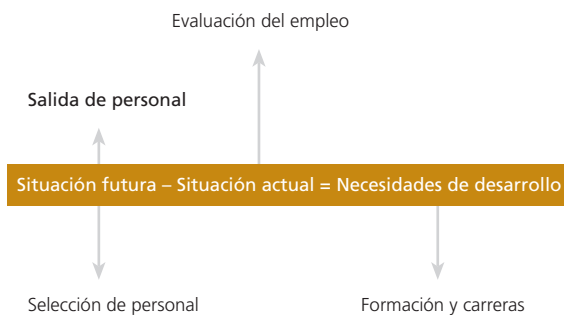 Evaluación del empleo
Salida de personal
Situación futura – Situación actual = Necesidades de desarrollo
Selección de personal
Formación y carreras